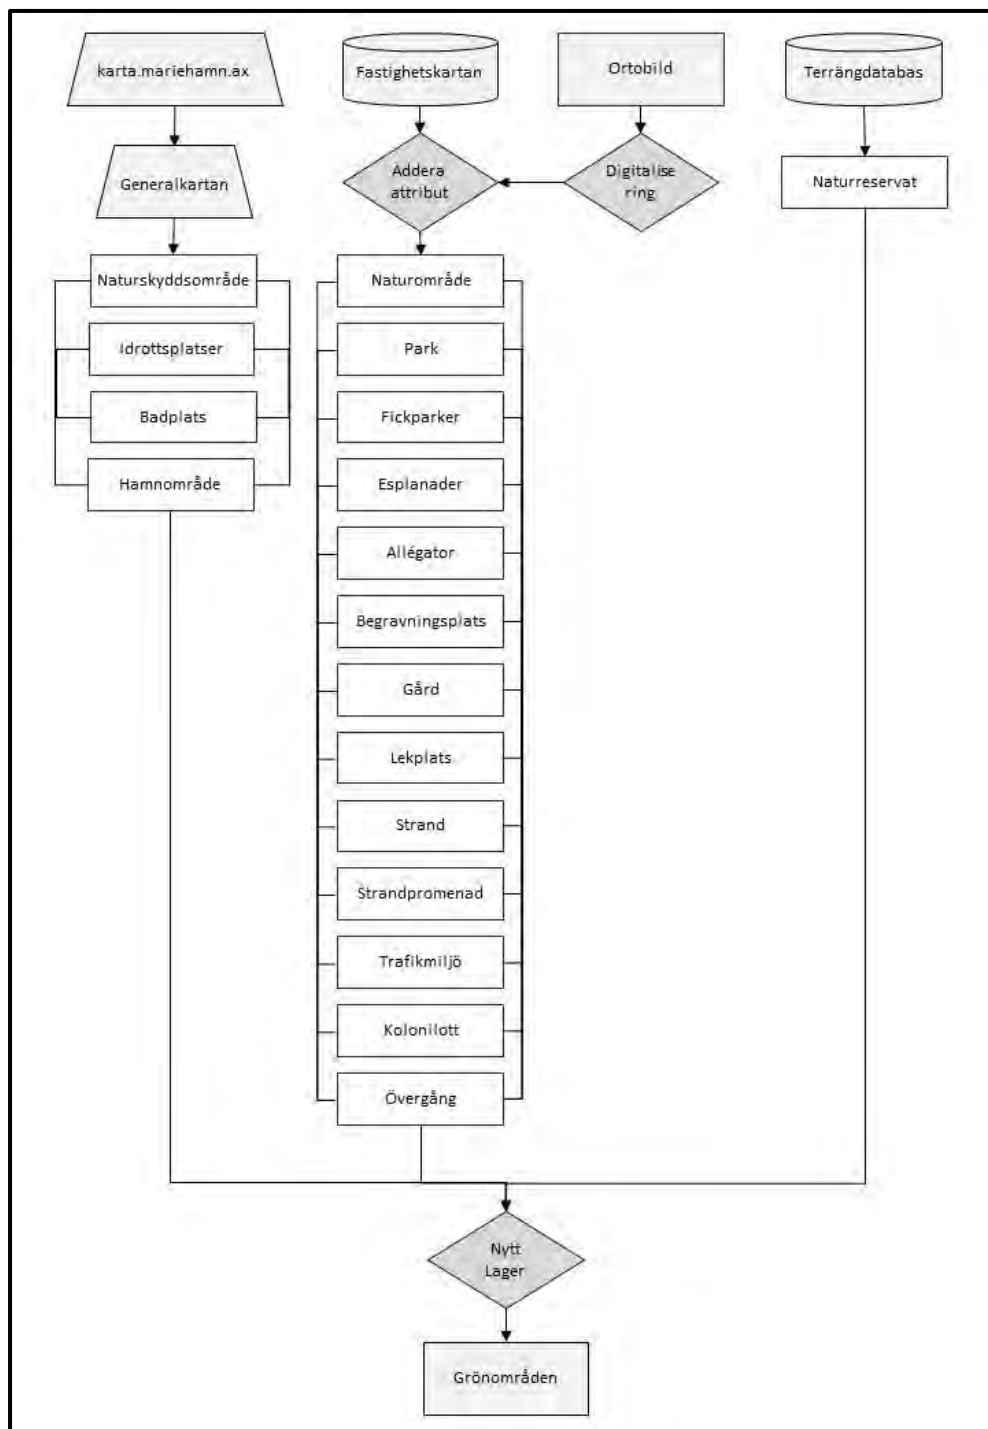 karta.mariehamn.ax
Fastighetskartan
Ortobild
Terrängdatabas
Generalkartan
Addera
attribut
Digitalise
ring
Naturreservat
Naturskyddsområde
Idrottsplatser
Badplats
Hamnområde
Naturområde
Park
Fickparker
Esplanader
Allégator
Begravningsplats
Gård
Lekplats
Strand
Strandpromenad
Trafikmiljö
Kolonilott
Övergång
Nytt
Lager
Grönområden